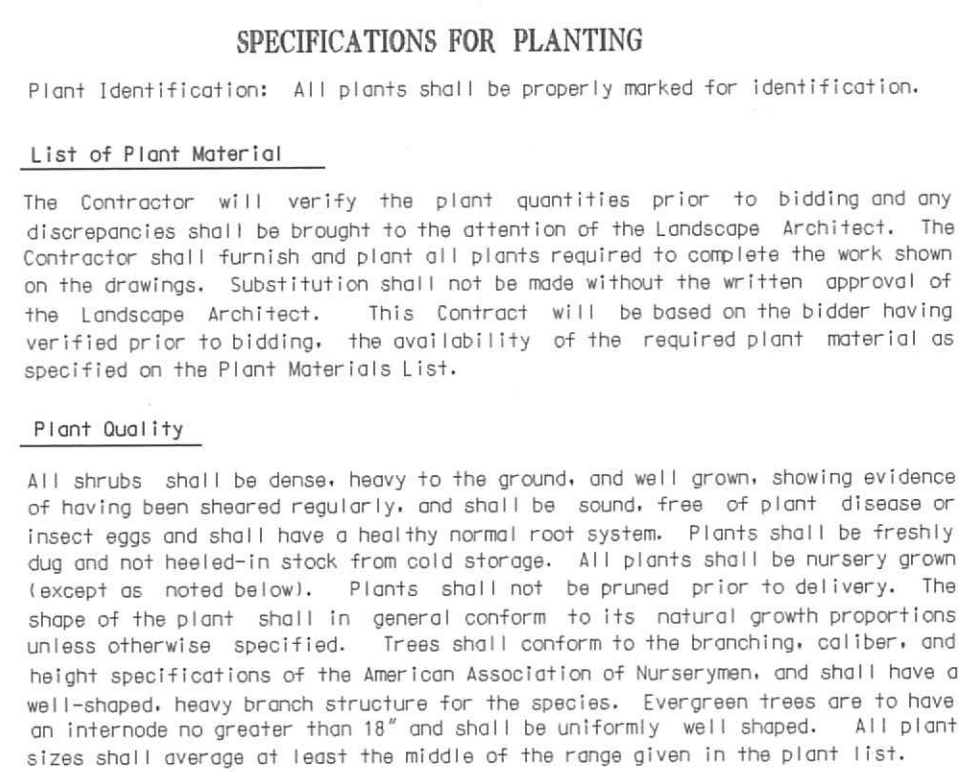 SPECIFICATIONS FOR PLANTING
Plant Identification: All plants shall be properly marked for identification.
List of Plant Material
The Contractor will verify the plant quantities prior to bidding and any
discrepancies shall be brought to the attention of the Landscape Architect. The
Contractor shall furnish and plant all plants required to complete the work shown
on the drawings. Substitution shall not be made without the written approval of
the Landscape Architect. This Contract will be based on the bidder having
verified prior to bidding, the availability of the required plant material as
specified on the Plant Materials List.
Plant Quality
All shrubs shall be dense, heavy to the ground, and well grown, showing evidence
of having been sheared regularly, and shall be sound, free of plant disease or
insect eggs and shall have a healthy normal root system. Plants shall be freshly
dug and not heeled-in stock from cold storage. All plants shall be nursery grown
(except as noted below). Plants shall not be pruned prior to delivery. The
shape of the plant shall in general conform to its natural growth proportions
unless otherwise specified. Trees shall conform to the branching, caliber, and
height specifications of the American Association of Nurserymen, and shall have a
well-shaped, heavy branch structure for the species. Evergreen trees are to have
an internode no greater than 18" and shall be uniformly well shaped. All plant
sizes shall average at least the middle of the range given in the plant list.